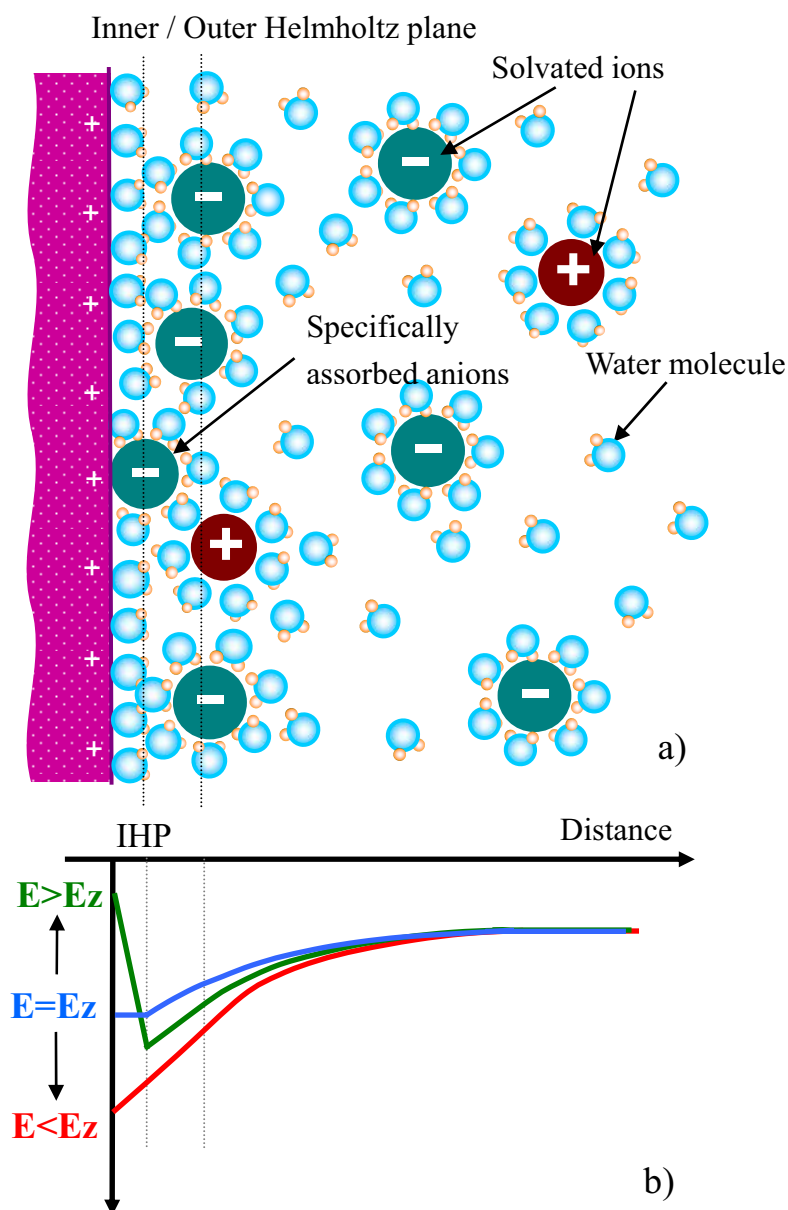 Inner / Outer Helmholtz plane
Solvated ions
Specifically
assorbed anions
Water molecule
a)
IHP
Distance
E>Ez
E=Ez
E<Ez
b)